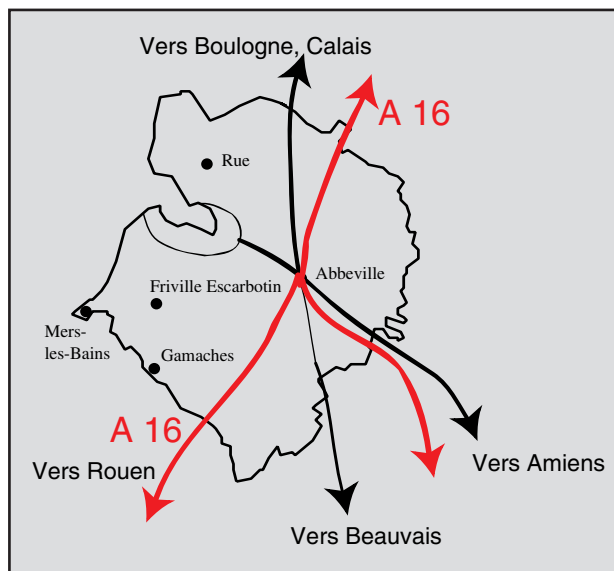 Vers Boulogne, Calais
A 16
Rue
Abbeville
Friville Escarbotin
Mers-
les-Bains
Gamaches
A 16
Vers Rouen
Vers Amiens
Vers Beauvais